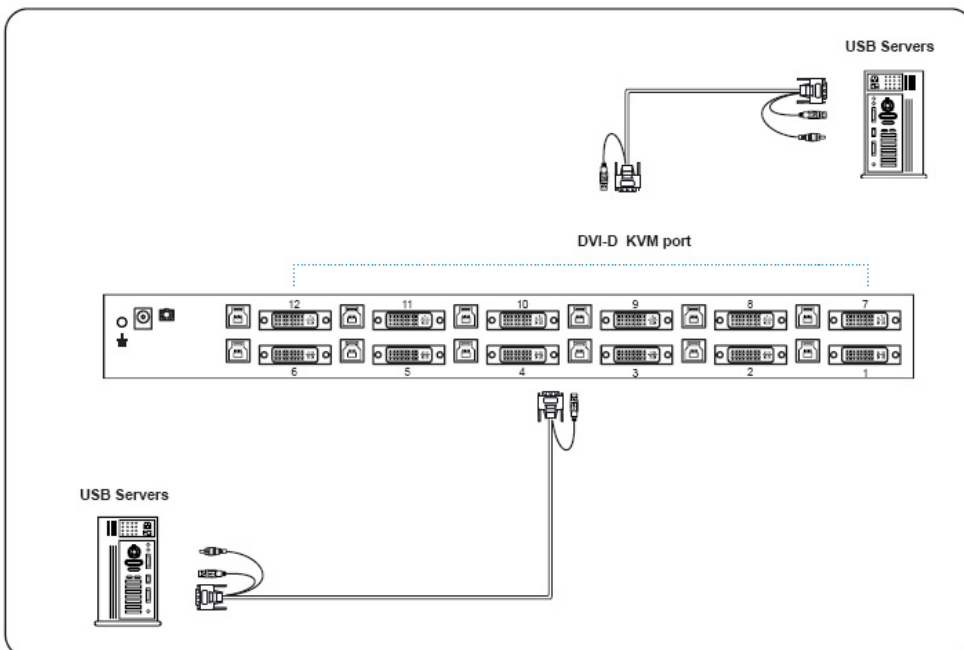 USB Servers
DVI-D KVM port
12 11 10 9 8 7
6 5 4 3 2 1
USB Servers